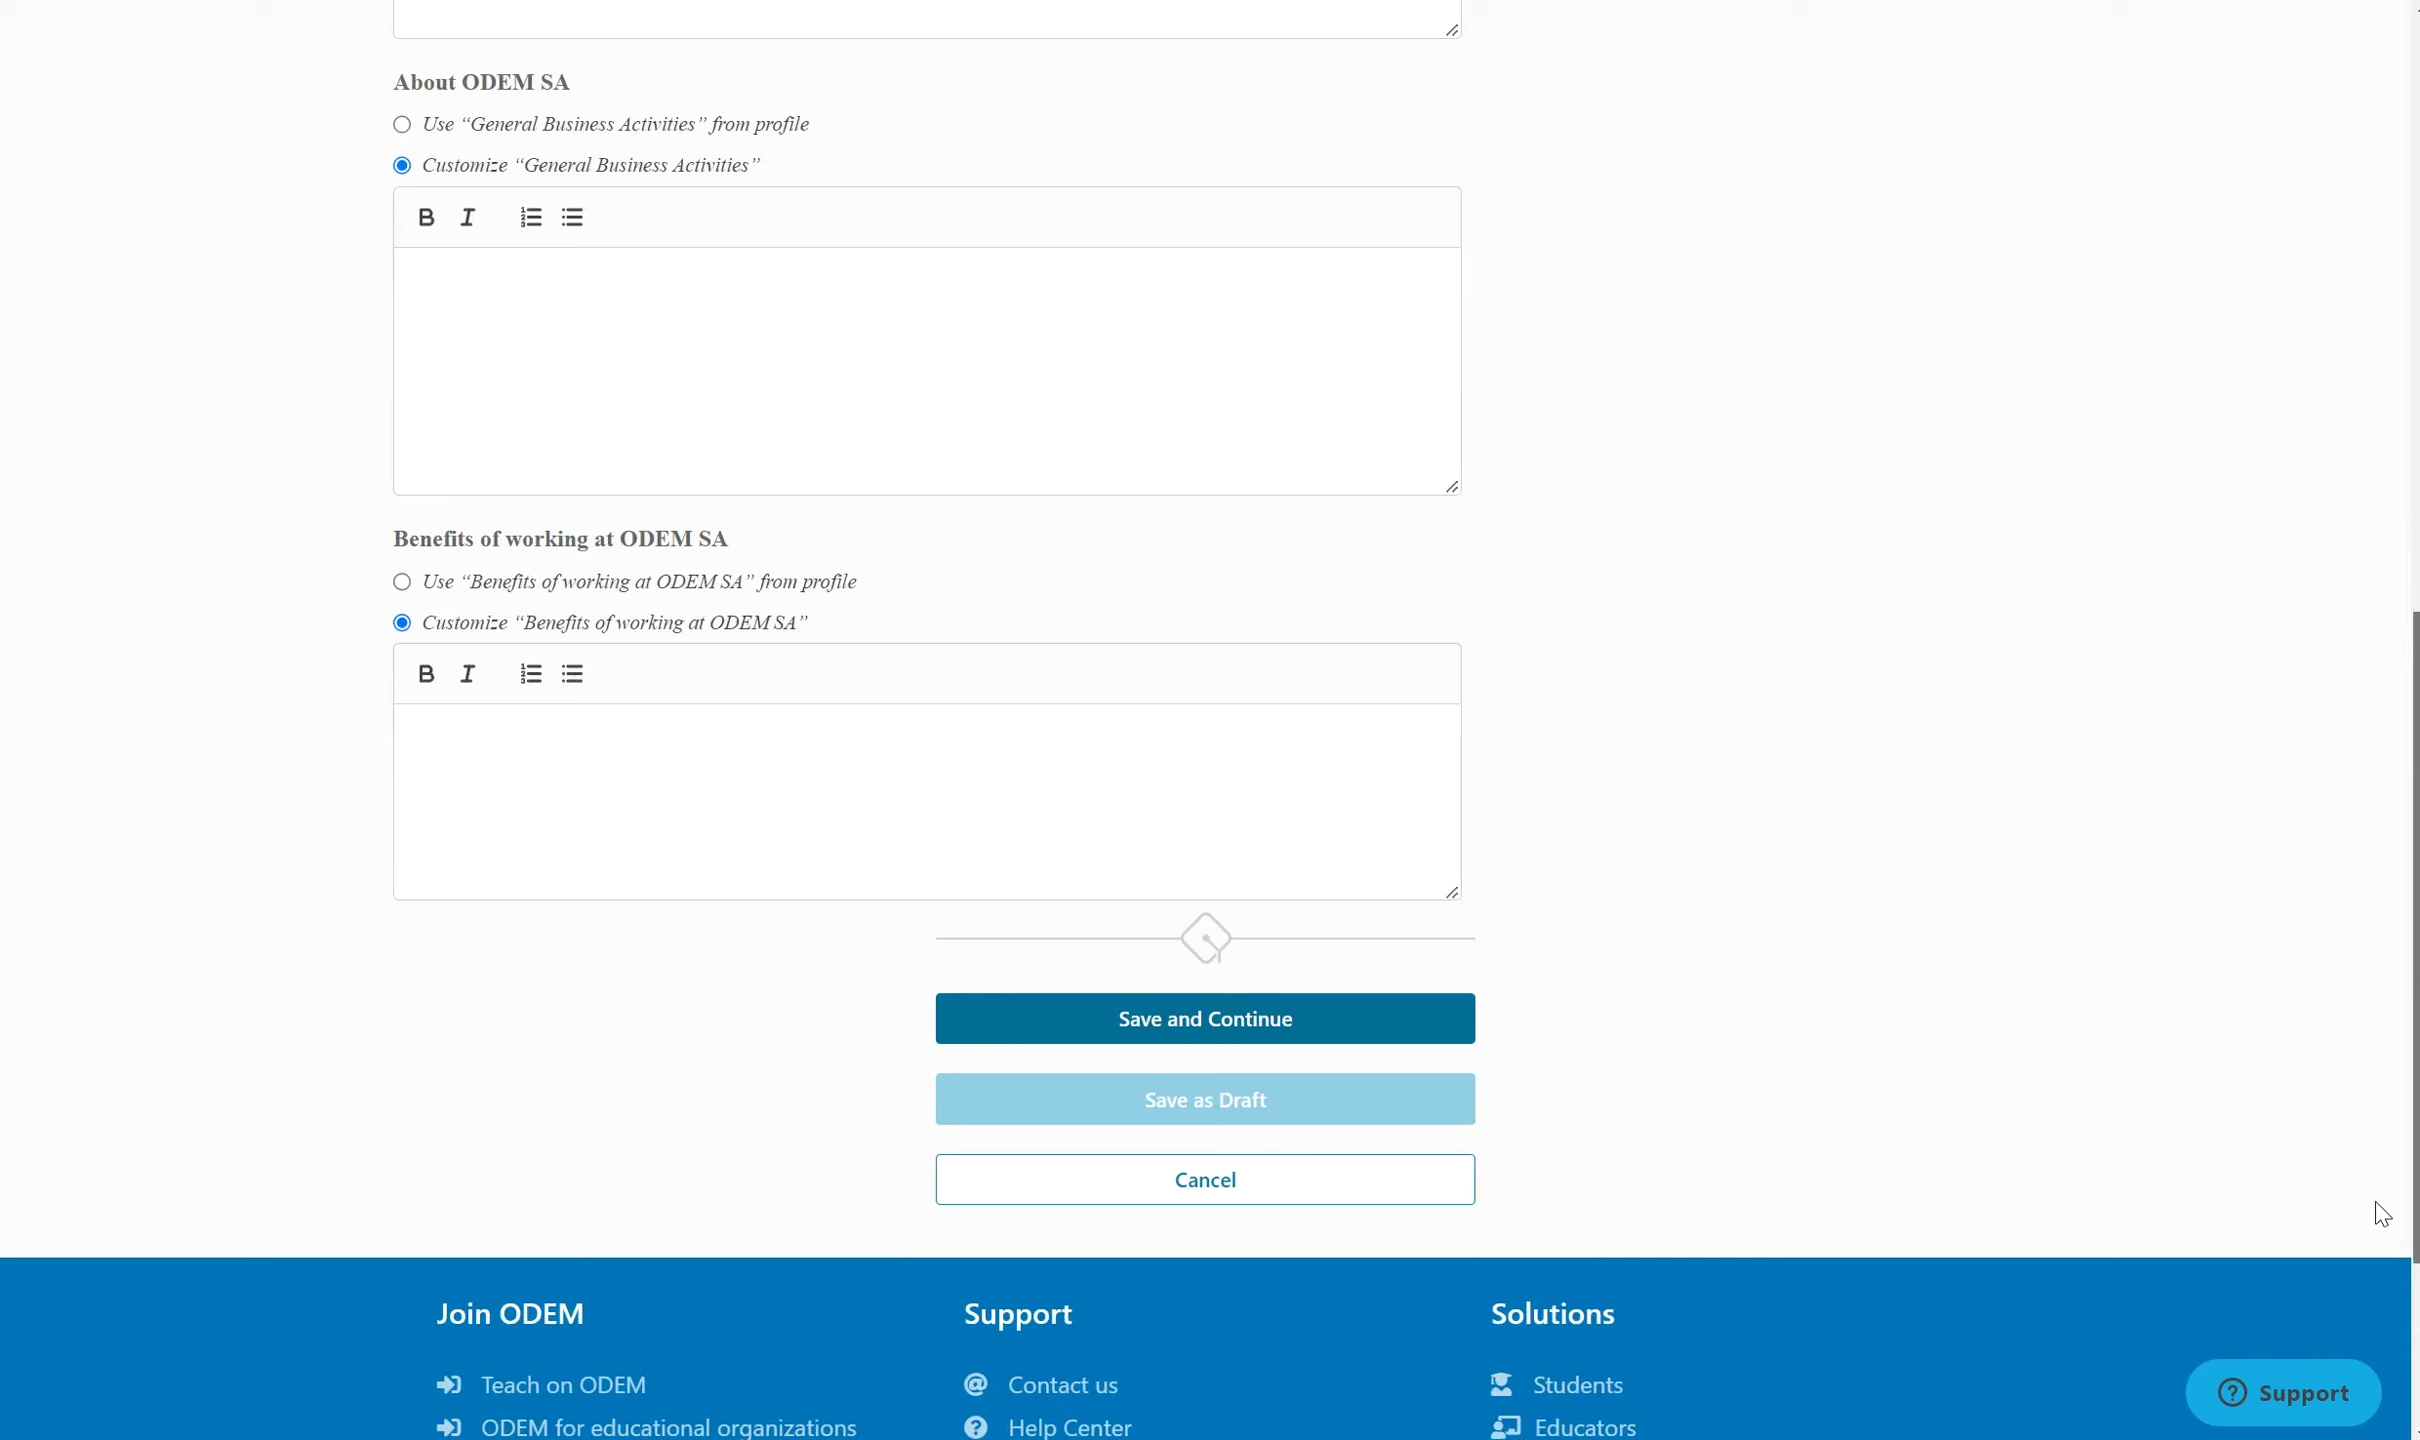 About ODEM SA
Use “General Business Activities” from profile
Customize “General Business Activities”
B I
Benefits of working at ODEM SA
Use “Benefits of working at ODEM SA” from profile
Customize “Benefits of working at ODEM SA”
B I
Save and Continue
Save as Draft
Cancel
Join ODEM Support Solutions
Teach on ODEM Contact us Students
ODEM for educational organizations Help Center Educators
Support